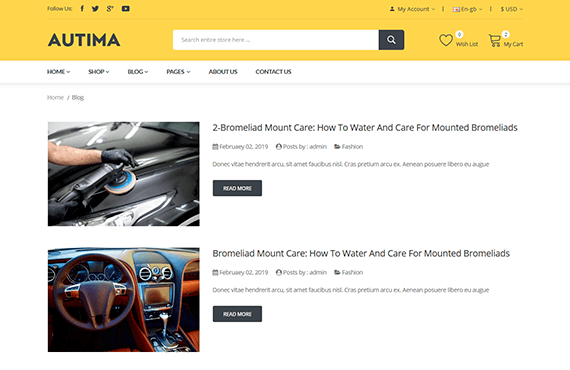 Follow Us:
My Account
En-gb
$ USD
AUTIMA
Search entire store here ...
0
Wish List
2
My Cart
HOME
SHOP
BLOG
PAGES
ABOUT US
CONTACT US
Home / Blog
2-Bromeliad Mount Care: How To Water And Care For Mounted Bromeliads
Februaey 02, 2019 Posts by : admin Fashion
Donec vitae hendrerit arcu, sit amet faucibus nisl. Cras pretium arcu ex. Aenean posuere libero eu augue
READ MORE
Bromeliad Mount Care: How To Water And Care For Mounted Bromeliads
Februaey 02, 2019 Posts by : admin Fashion
Donec vitae hendrerit arcu, sit amet faucibus nisl. Cras pretium arcu ex. Aenean posuere libero eu augue
READ MORE